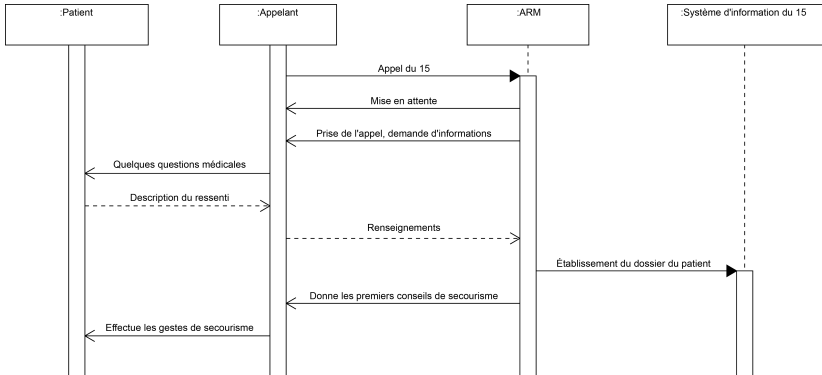 :Patient
:Appelant
:ARM
:Système d'information du 15
Appel du 15
Mise en attente
Prise de l'appel, demande d'informations
Quelques questions médicales
Description du ressenti
Renseignements
Établissement du dossier du patient
Donne les premiers conseils de secourisme
Effectue les gestes de secourisme